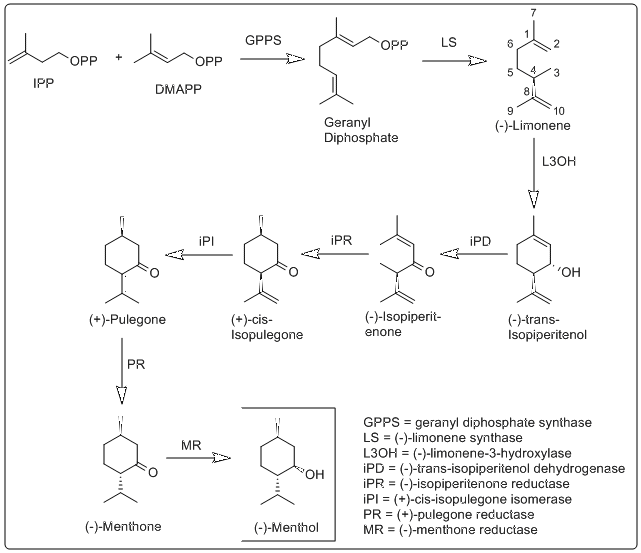 7
GPPS
LS
1
6
2
OPP
+
OPP
OPP
5
4
3
IPP
DMAPP
8
9
10
Geranyl
Diphosphate
(-)-Limonene
L3OH
iPI
iPR
iPD
O
O
O
OH
(+)-Pulegone
(+)-cis-
Isopulegone
(-)-Isopiperit-
enone
(-)-trans-
Isopiperitenol
PR
MR
O
OH
(-)-Menthone
(-)-Menthol
GPPS = geranyl diphosphate synthase
LS = (-)-limonene synthase
L3OH = (-)-limonene-3-hydroxylase
iPD = (-)-trans-isopiperitenol dehydrogenase
iPR = (-)-isopiperitenone reductase
iPI = (+)-cis-isopulegone isomerase
PR = (+)-pulegone reductase
MR = (-)-menthone reductase